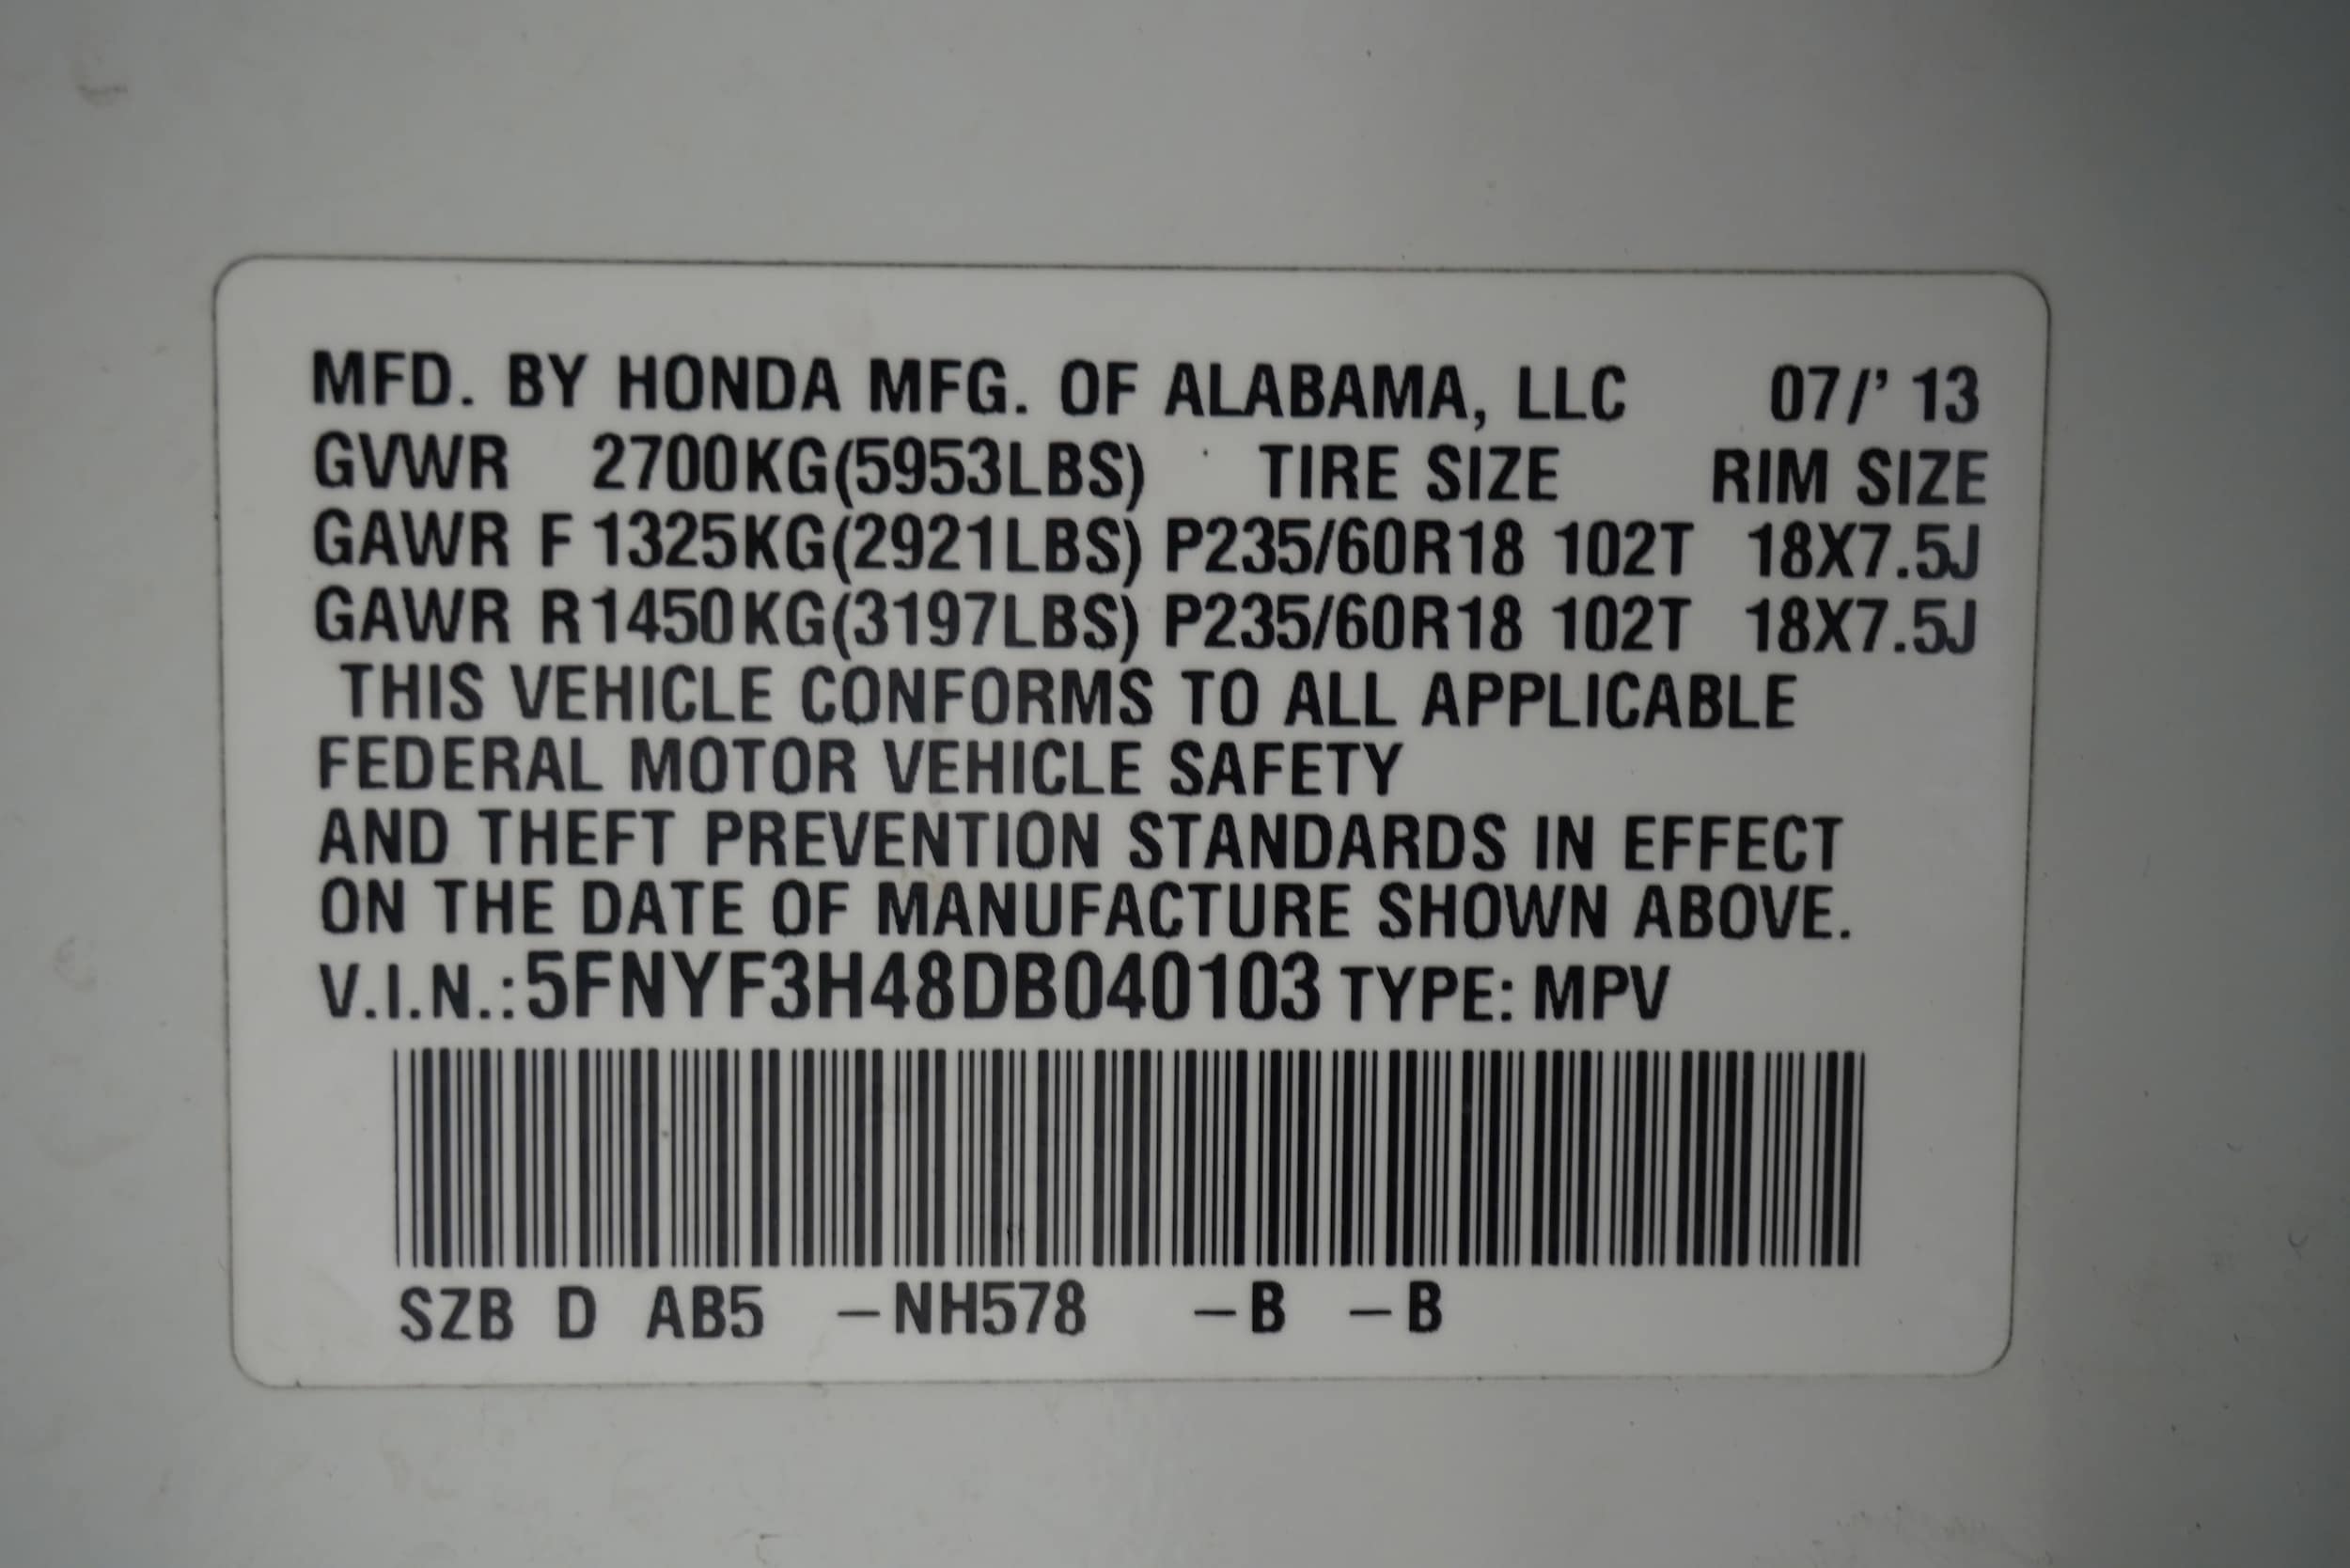 MFD. BY HONDA MFG. OF ALABAMA, LLC 07/' 13
GVWR 2700KG(5953LBS) TIRE SIZE RIM SIZE
GAWR F 1325KG(2921LBS) P235/60R18 102T 18X7.5J
GAWR R 1450KG(3197LBS) P235/60R18 102T 18X7.5J
THIS VEHICLE CONFORMS TO ALL APPLICABLE
FEDERAL MOTOR VEHICLE SAFETY
AND THEFT PREVENTION STANDARDS IN EFFECT
ON THE DATE OF MANUFACTURE SHOWN ABOVE.
V.I.N.:5FNYF3H48DB040103 TYPE: MPV
SZB D AB5 –NH578 –B –B